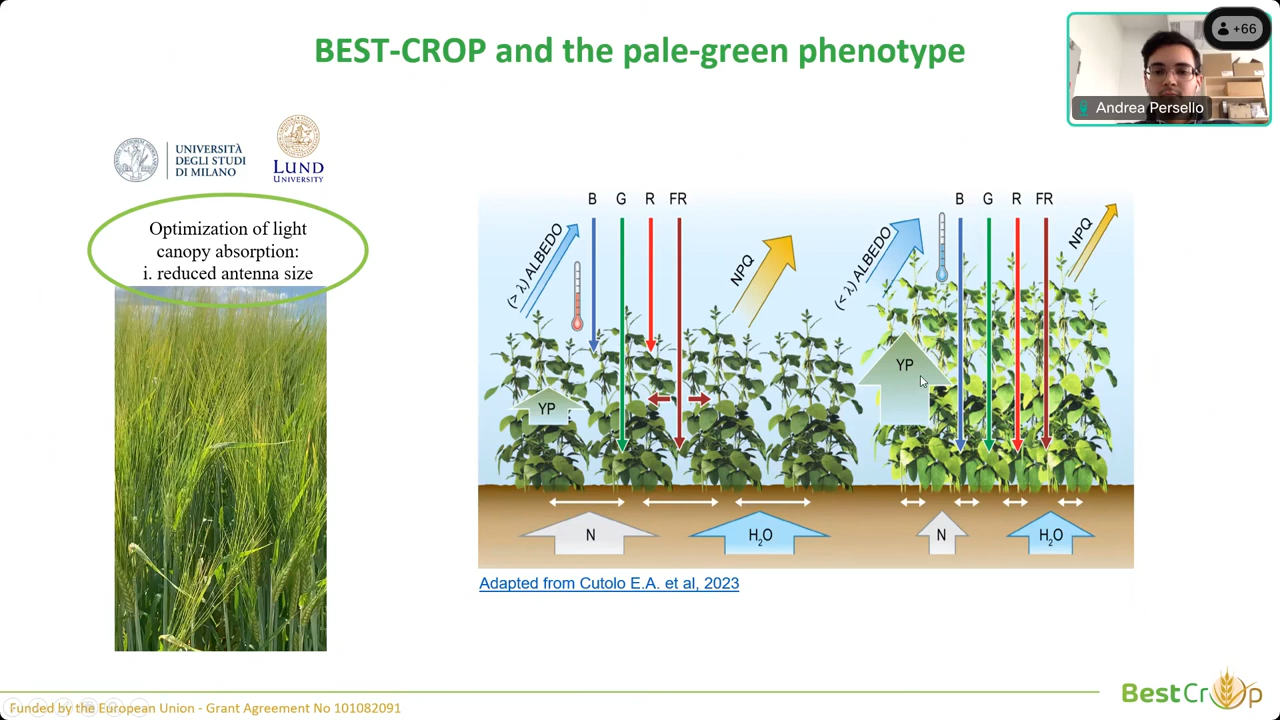 BEST-CROP and the pale-green phenotype
+66
Andrea Persello
UNIVERSITÀ
DEGLI STUDI
DI MILANO
LUND
UNIVERSITY
Optimization of light
canopy absorption:
i. reduced antenna size
B G R FR
(> λ) ALBEDO
NPQ
YP
N
H₂O
B G R FR
(< λ) ALBEDO
NPQ
YP
N
H₂O
Adapted from Cutolo E.A. et al, 2023
Funded by the European Union - Grant Agreement No 101082091
BestCrop